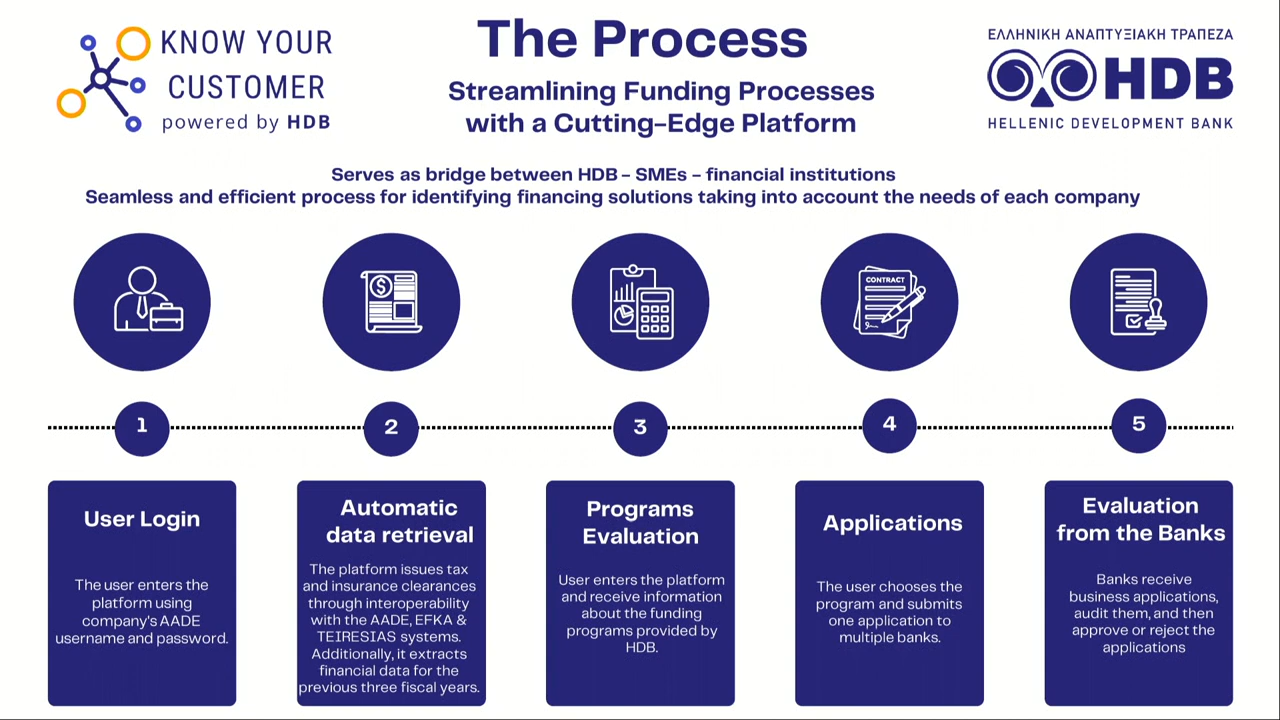 KNOW YOUR
CUSTOMER
powered by HDB
The Process
Streamlining Funding Processes
with a Cutting-Edge Platform
ΕΛΛΗΝΙΚΗ ΑΝΑΠΤΥΞΙΑΚΗ ΤΡΑΠΕΖΑ
HDB
HELLENIC DEVELOPMENT BANK
Serves as bridge between HDB - SMEs - financial institutions
Seamless and efficient process for identifying financing solutions taking into account the needs of each company
CONTRACT
1
2
3
4
5
User Login
The user enters the
platform using
company's AADE
username and password.
Automatic
data retrieval
The platform issues tax
and insurance clearances
through interoperability
with the AADE, EFKA &
TEIRESIAS systems.
Additionally, it extracts
financial data for the
previous three fiscal years.
Programs
Evaluation
User enters the platform
and receive information
about the funding
programs provided by
HDB.
Applications
The user chooses the
program and submits
one application to
multiple banks.
Evaluation
from the Banks
Banks receive
business applications,
audit them, and then
approve or reject the
applications